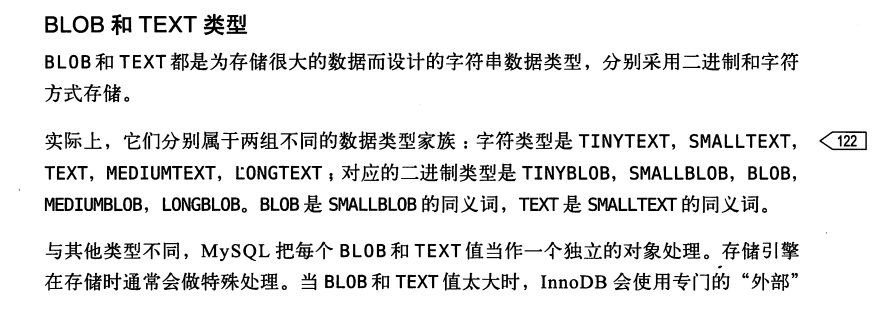 BLOB 和 TEXT 类型
BLOB 和 TEXT 都是为存储很大的数据而设计的字符串数据类型，分别采用二进制和字符
方式存储。
实际上，它们分别属于两组不同的数据类型家族：字符类型是 TINYTEXT，SMALLTEXT，
122
TEXT，MEDIUMTEXT，LONGTEXT；对应的二进制类型是 TINYBLOB，SMALLBLOB，BLOB，
MEDIUMBLOB，LONGBLOB。BLOB 是 SMALLBLOB 的同义词，TEXT 是 SMALLTEXT 的同义词。
与其他类型不同，MySQL 把每个 BLOB 和 TEXT 值当作一个独立的对象处理。存储引擎
在存储时通常会做特殊处理。当 BLOB 和 TEXT 值太大时，InnoDB 会使用专门的“外部”